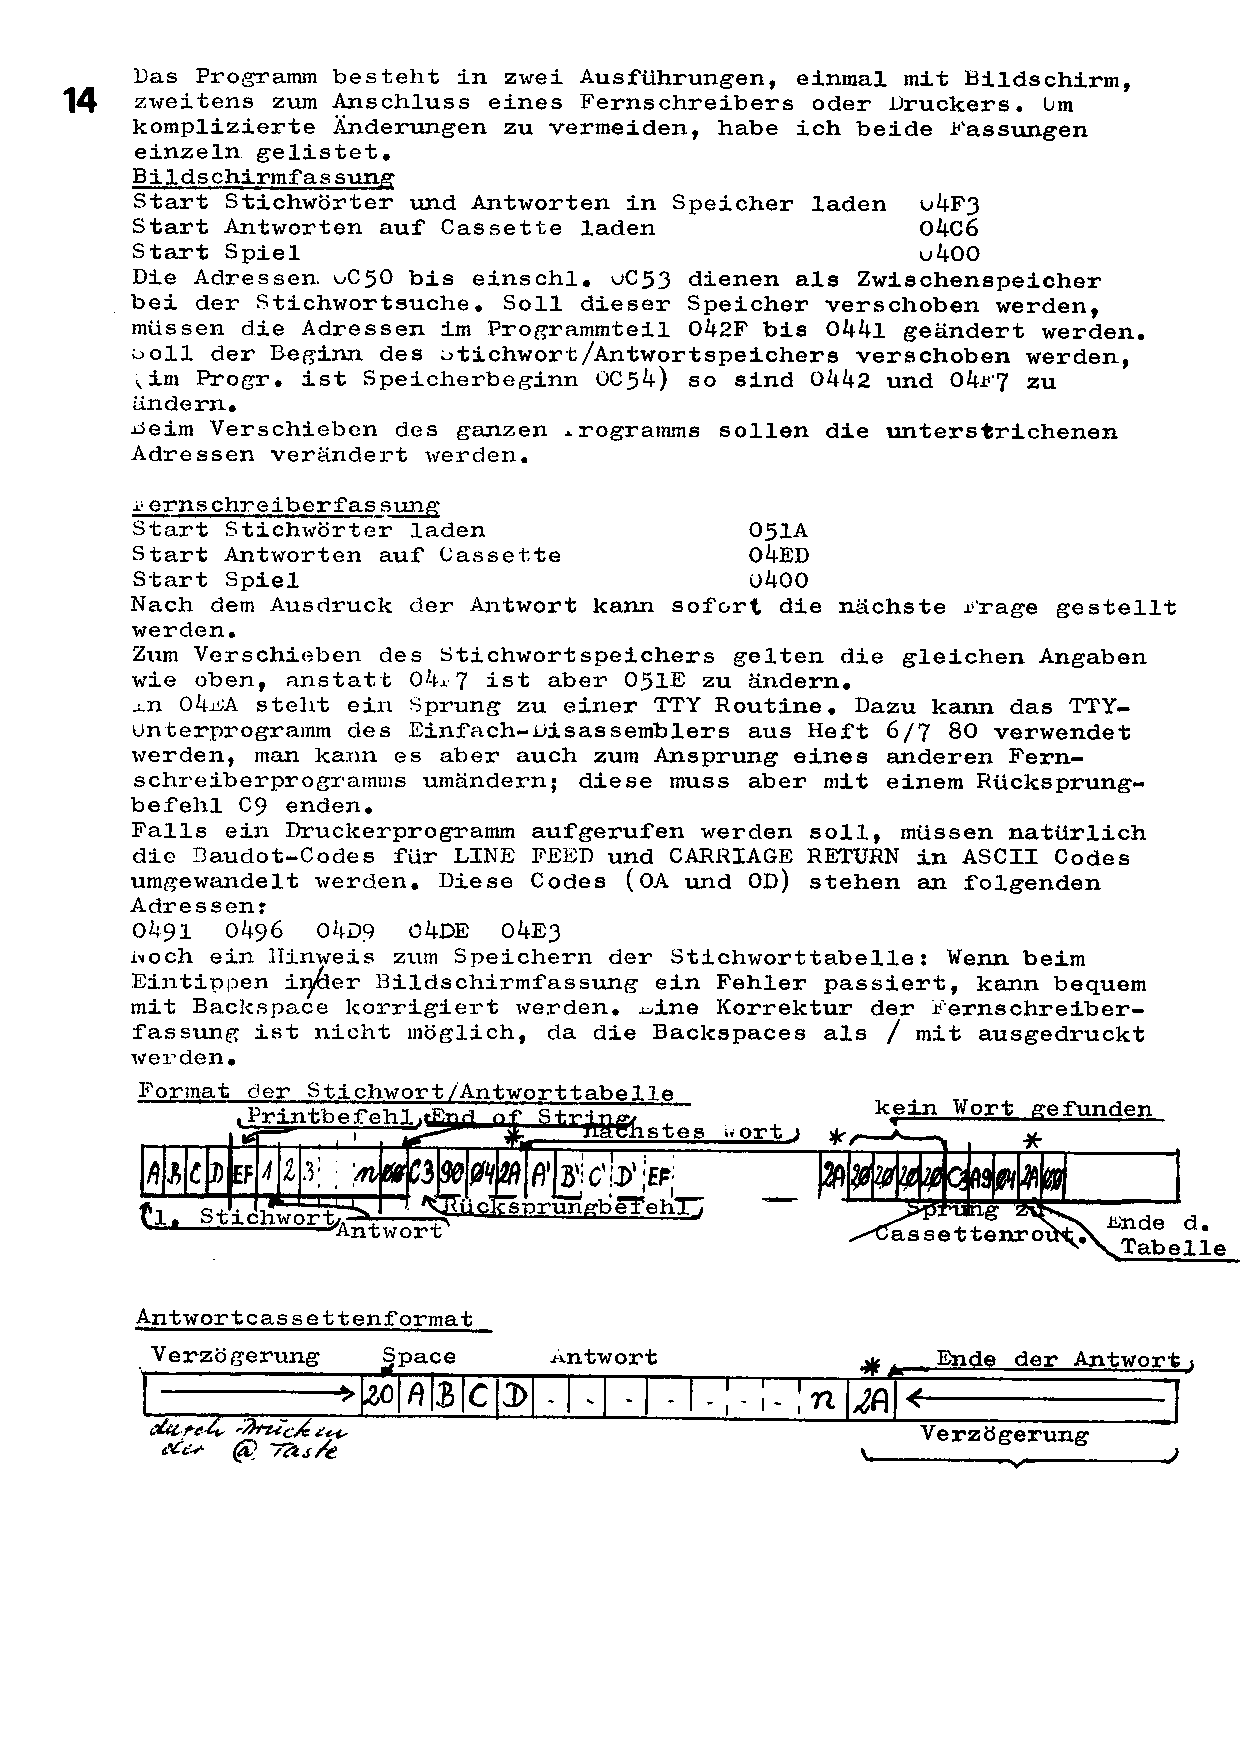 Das Programm besteht in zwei Ausführungen, einmal mit Bildschirm,
14
zweitens zum Anschluss eines Fernschreibers oder Druckers. Um
komplizierte Änderungen zu vermeiden, habe ich beide Fassungen
einzeln gelistet.
Bildschirmfassung
Start Stichwörter und Antworten in Speicher laden 04F3
Start Antworten auf Cassette laden 04C6
Start Spiel 0400
Die Adressen 0C50 bis einschl. 0C53 dienen als Zwischenspeicher
bei der Stichwortsuche. Soll dieser Speicher verschoben werden,
müssen die Adressen im Programmteil 042F bis 0441 geändert werden.
Soll der Beginn des Stichwort/Antwortspeichers verschoben werden,
(im Progr. ist Speicherbeginn 0C54) so sind 0442 und 04F7 zu
ändern.
Beim Verschieben des ganzen Programms sollen die unterstrichenen
Adressen verändert werden.
Fernschreiberfassung
Start Stichwörter laden 051A
Start Antworten auf Cassette 04ED
Start Spiel 0400
Nach dem Ausdruck der Antwort kann sofort die nächste Frage gestellt
werden.
Zum Verschieben des Stichwortspeichers gelten die gleichen Angaben
wie oben, anstatt 04F7 ist aber 051E zu ändern.
In 04EA steht ein Sprung zu einer TTY Routine. Dazu kann das TTY-
Unterprogramm des Einfach-Disassemblers aus Heft 6/7 80 verwendet
werden, man kann es aber auch zum Ansprung eines anderen Fern-
schreiberprogramms umändern; diese muss aber mit einem Rücksprung-
befehl C9 enden.
Falls ein Druckerprogramm aufgerufen werden soll, müssen natürlich
die Baudot-Codes für LINE FEED und CARRIAGE RETURN in ASCII Codes
umgewandelt werden. Diese Codes (0A und 0D) stehen an folgenden
Adressen:
0491 0496 04D9 04DE 04E3
Noch ein Hinweis zum Speichern der Stichworttabelle: Wenn beim
Eintippen in/der Bildschirmfassung ein Fehler passiert, kann bequem
mit Backspace korrigiert werden. Eine Korrektur der Fernschreiber-
fassung ist nicht möglich, da die Backspaces als / mit ausgedruckt
werden.
Format der Stichwort/Antworttabelle
kein Wort gefunden
Printbefehl End of String
* nächstes Wort * *
A B C D EF 1 2 3 n 00 C3 90 04 2A A' B' C' D' EF 2A 20 20 20 20 C3 A9 04 2A 00
1. Stichwort Rücksprungbefehl Sprung zu Ende d.
Antwort Cassettenrout. Tabelle
Antwortcassettenformat
Verzögerung Space Antwort * Ende der Antwort
20 A B C D . . . . . . . n 2A
durch Drücken Verzögerung
der @ Taste